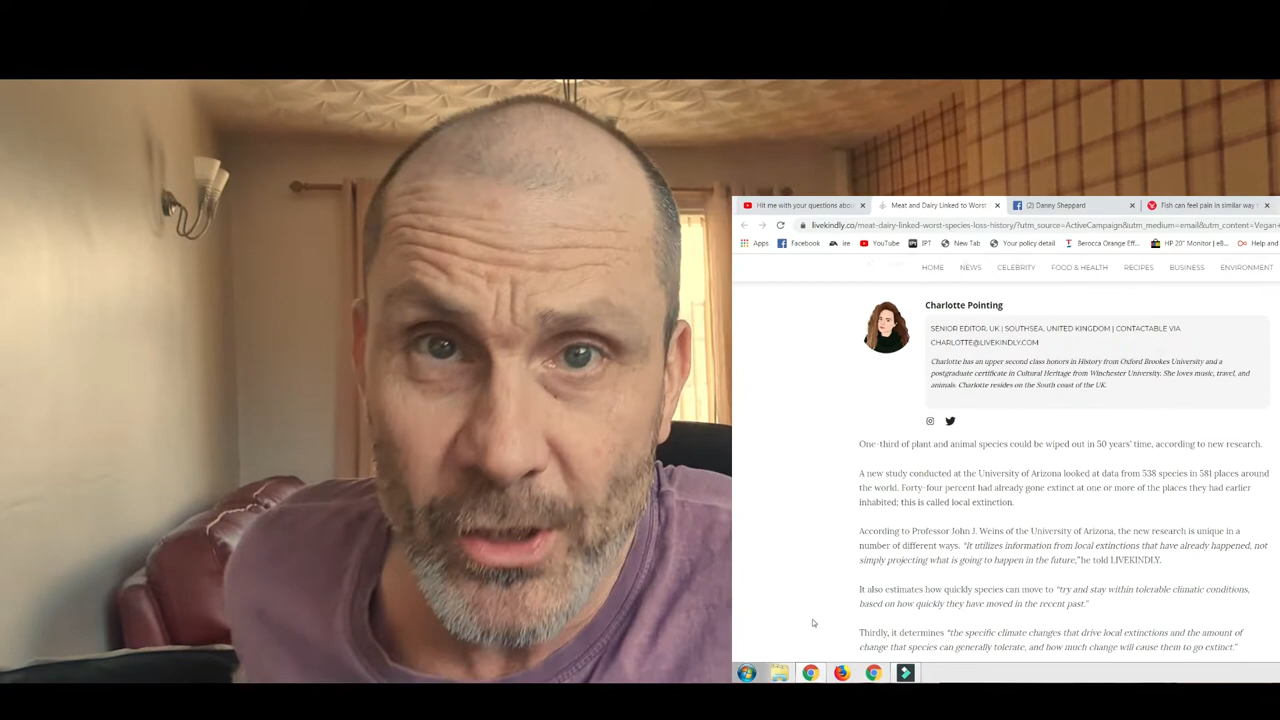 Hit me with your questions abou
Meat and Dairy Linked to Worst
(2) Danny Sheppard
Fish can feel pain in similar way t
livekindly.co/meat-dairy-linked-worst-species-loss-history/?utm_source=ActiveCampaign&utm_medium=email&utm_content=Vegan+
Apps
Facebook
ire
YouTube
IPT
New Tab
Your policy detail
Berocca Orange Eff...
HP 20" Monitor | eB...
Help and
HOME
NEWS
CELEBRITY
FOOD & HEALTH
RECIPES
BUSINESS
ENVIRONMENT
Charlotte Pointing
SENIOR EDITOR, UK | SOUTHSEA, UNITED KINGDOM | CONTACTABLE VIA
CHARLOTTE@LIVEKINDLY.COM
Charlotte has an upper second class honors in History from Oxford Brookes University and a
postgraduate certificate in Cultural Heritage from Winchester University. She loves music, travel, and
animals. Charlotte resides on the South coast of the UK.
One-third of plant and animal species could be wiped out in 50 years' time, according to new research.
A new study conducted at the University of Arizona looked at data from 538 species in 581 places around
the world. Forty-four percent had already gone extinct at one or more of the places they had earlier
inhabited; this is called local extinction.
According to Professor John J. Weins of the University of Arizona, the new research is unique in a
number of different ways. "It utilizes information from local extinctions that have already happened, not
simply projecting what is going to happen in the future," he told LIVEKINDLY.
It also estimates how quickly species can move to "try and stay within tolerable climatic conditions,
based on how quickly they have moved in the recent past."
Thirdly, it determines "the specific climate changes that drive local extinctions and the amount of
change that species can generally tolerate, and how much change will cause them to go extinct."